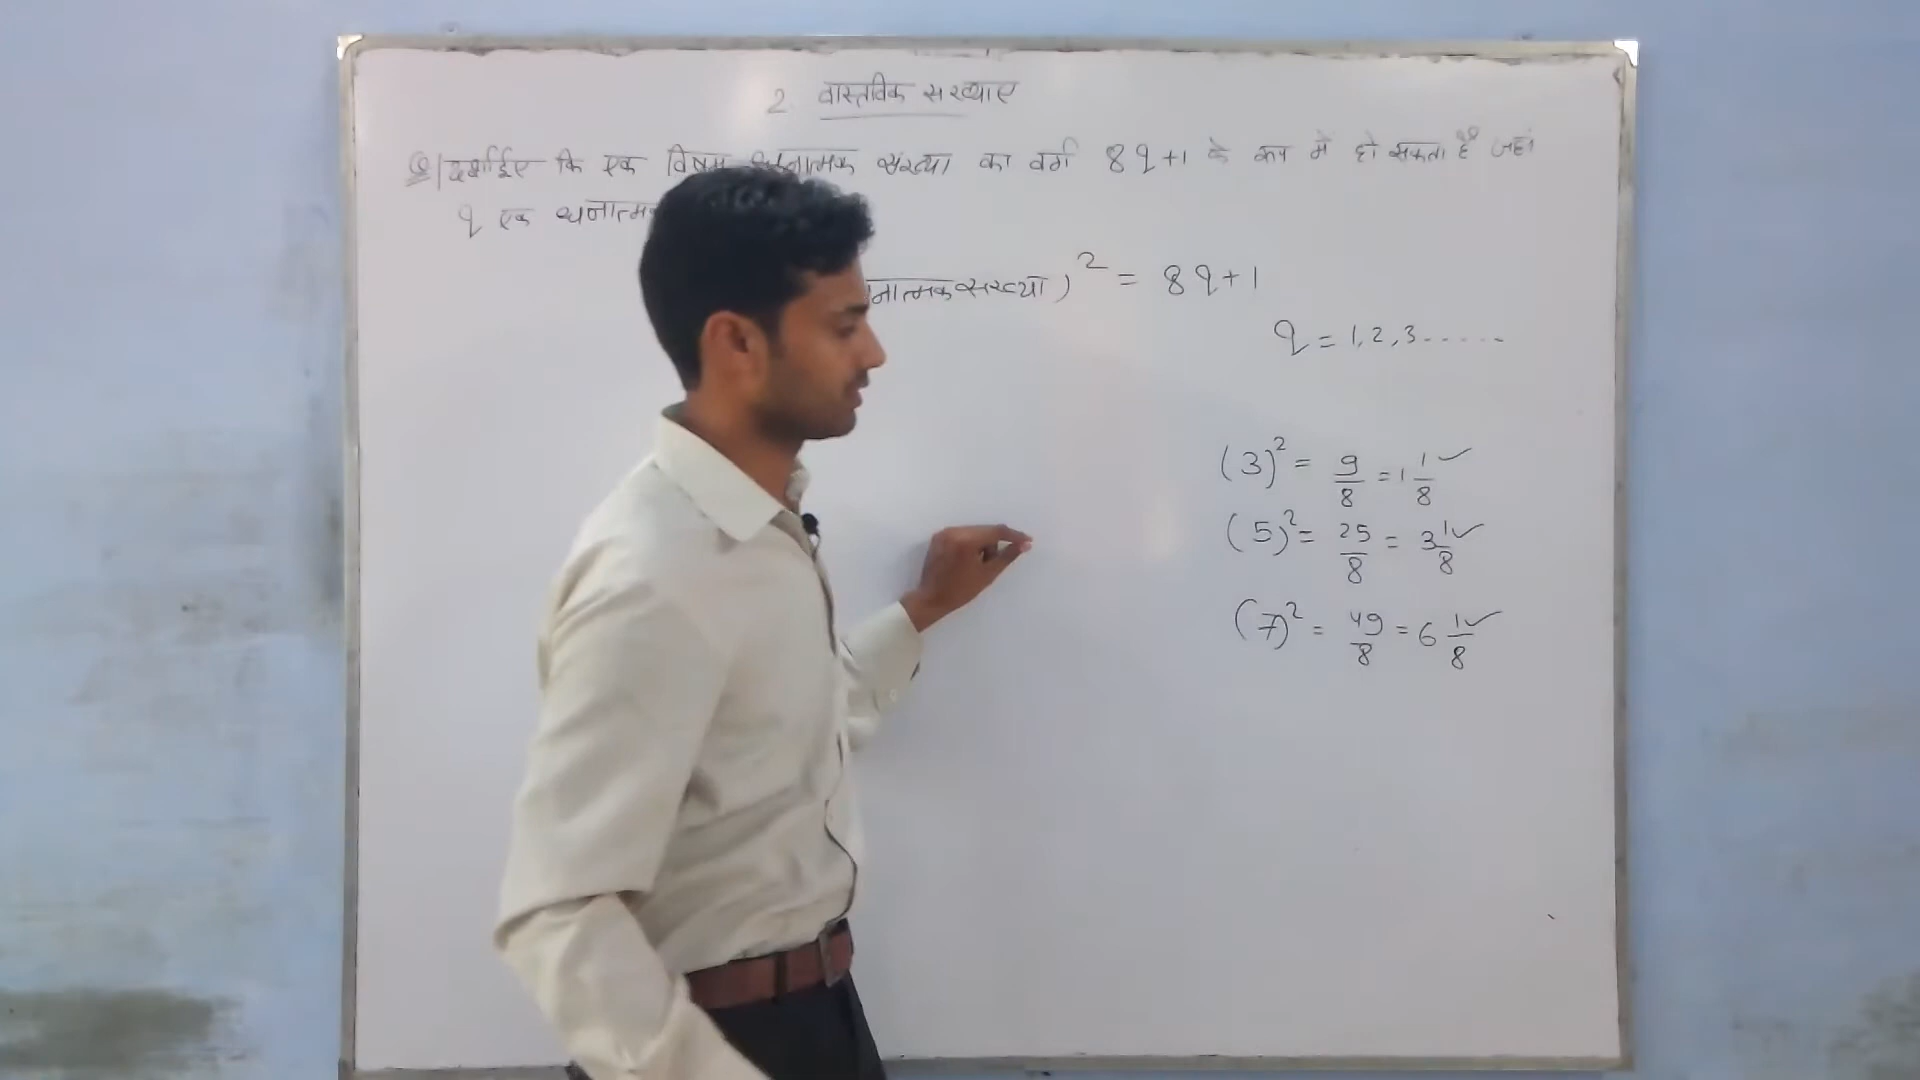 2. वास्तविक संख्याए
Q| दर्शाईए कि एक विषम धनात्मक संख्या का वर्ग 8q+1 के रूप में हो सकता है जहां
q एक
नात्मक संख्या)² = 8q+1
q = 1,2,3.....
(3)² = 9/8 = 1 1/8 ✓
(5)² = 25/8 = 3 1/8 ✓
(7)² = 49/8 = 6 1/8 ✓